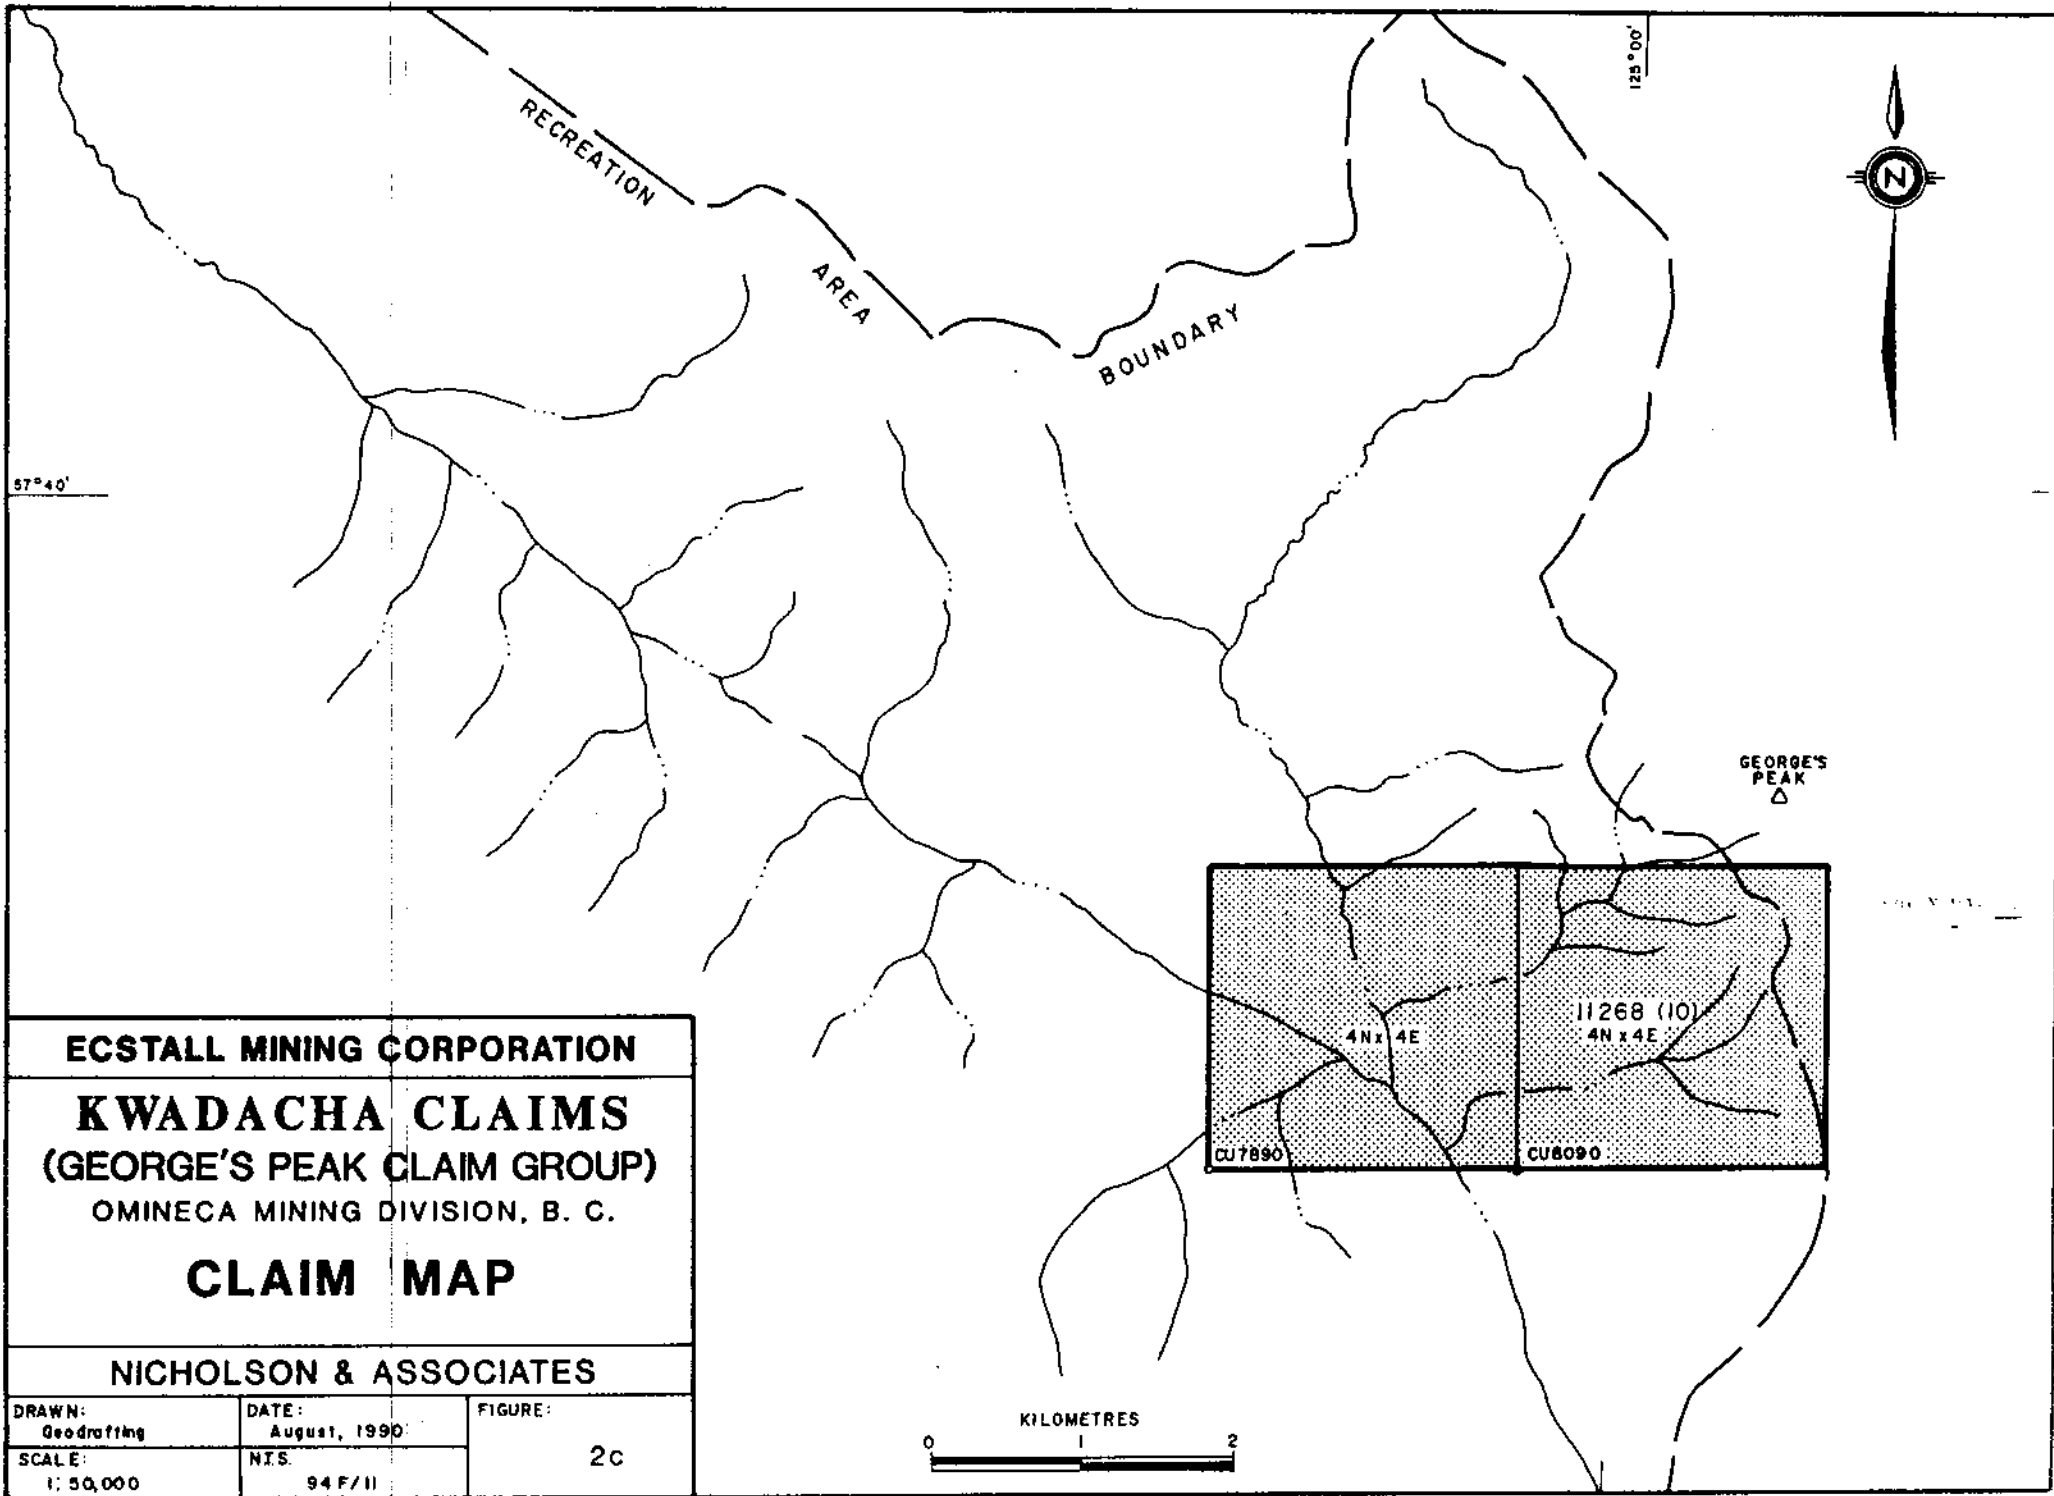 125°00'
RECREATION
AREA
BOUNDARY
N
57°40'
GEORGE'S
PEAK
11268 (10)
4N x 4E
4N x 4E
CU7890
CU8090
ECSTALL MINING CORPORATION
KWADACHA CLAIMS
(GEORGE'S PEAK CLAIM GROUP)
OMINECA MINING DIVISION, B. C.
CLAIM MAP
NICHOLSON & ASSOCIATES
DRAWN:
Geodrafting
DATE:
August, 1990
FIGURE:
2c
SCALE:
1: 50,000
N.T.S.
94 F/11
KILOMETRES
0 1 2